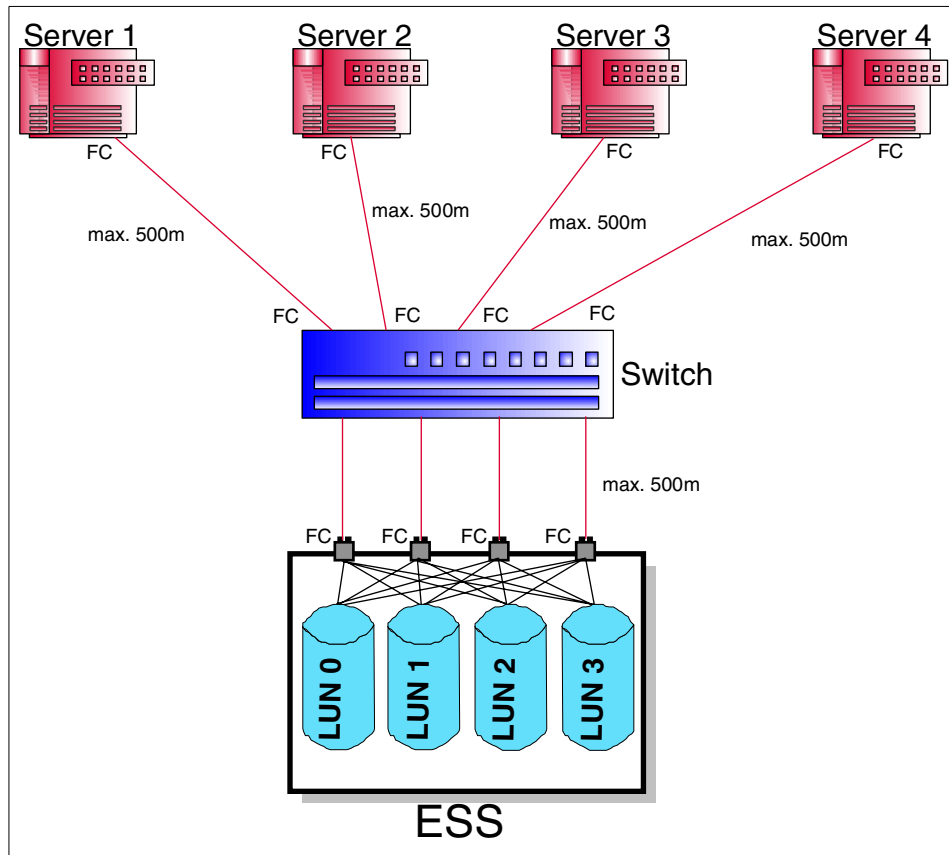 Server 1
Server 2
Server 3
Server 4
FC
FC
FC
FC
max. 500m
max. 500m
max. 500m
max. 500m
FC
FC
FC
FC
Switch
max. 500m
FC
FC
FC
FC
LUN 0
LUN 1
LUN 2
LUN 3
ESS